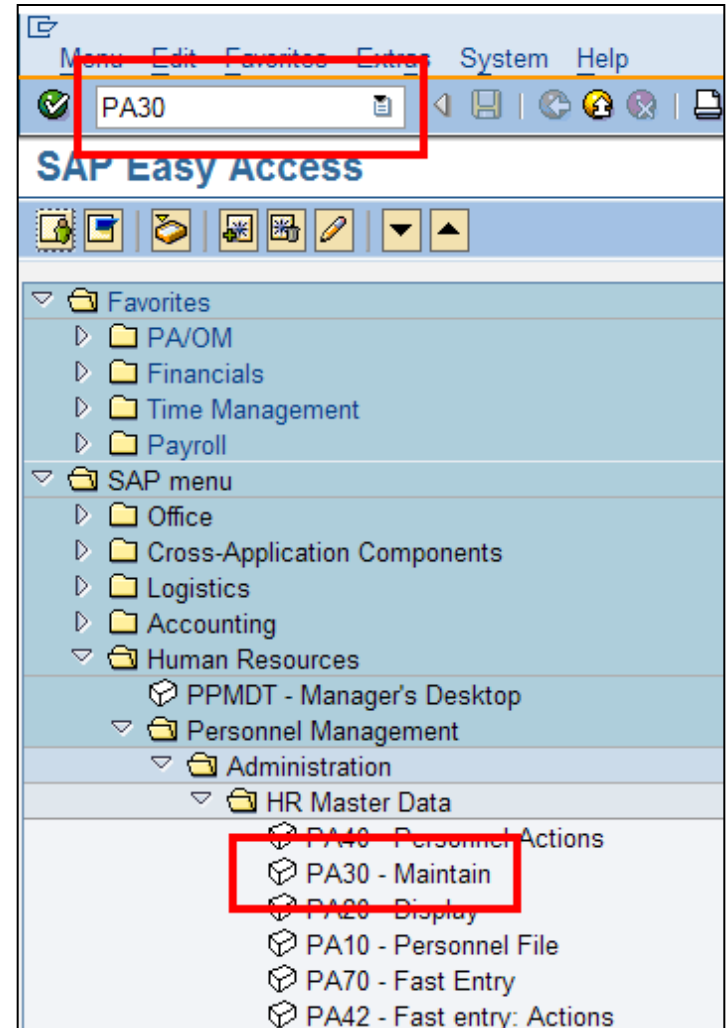 Menu Edit Favorites Extras System Help
PA30
SAP Easy Access
Favorites
PA/OM
Financials
Time Management
Payroll
SAP menu
Office
Cross-Application Components
Logistics
Accounting
Human Resources
PPMDT - Manager's Desktop
Personnel Management
Administration
HR Master Data
PA40 - Personnel Actions
PA30 - Maintain
PA20 - Display
PA10 - Personnel File
PA70 - Fast Entry
PA42 - Fast entry: Actions